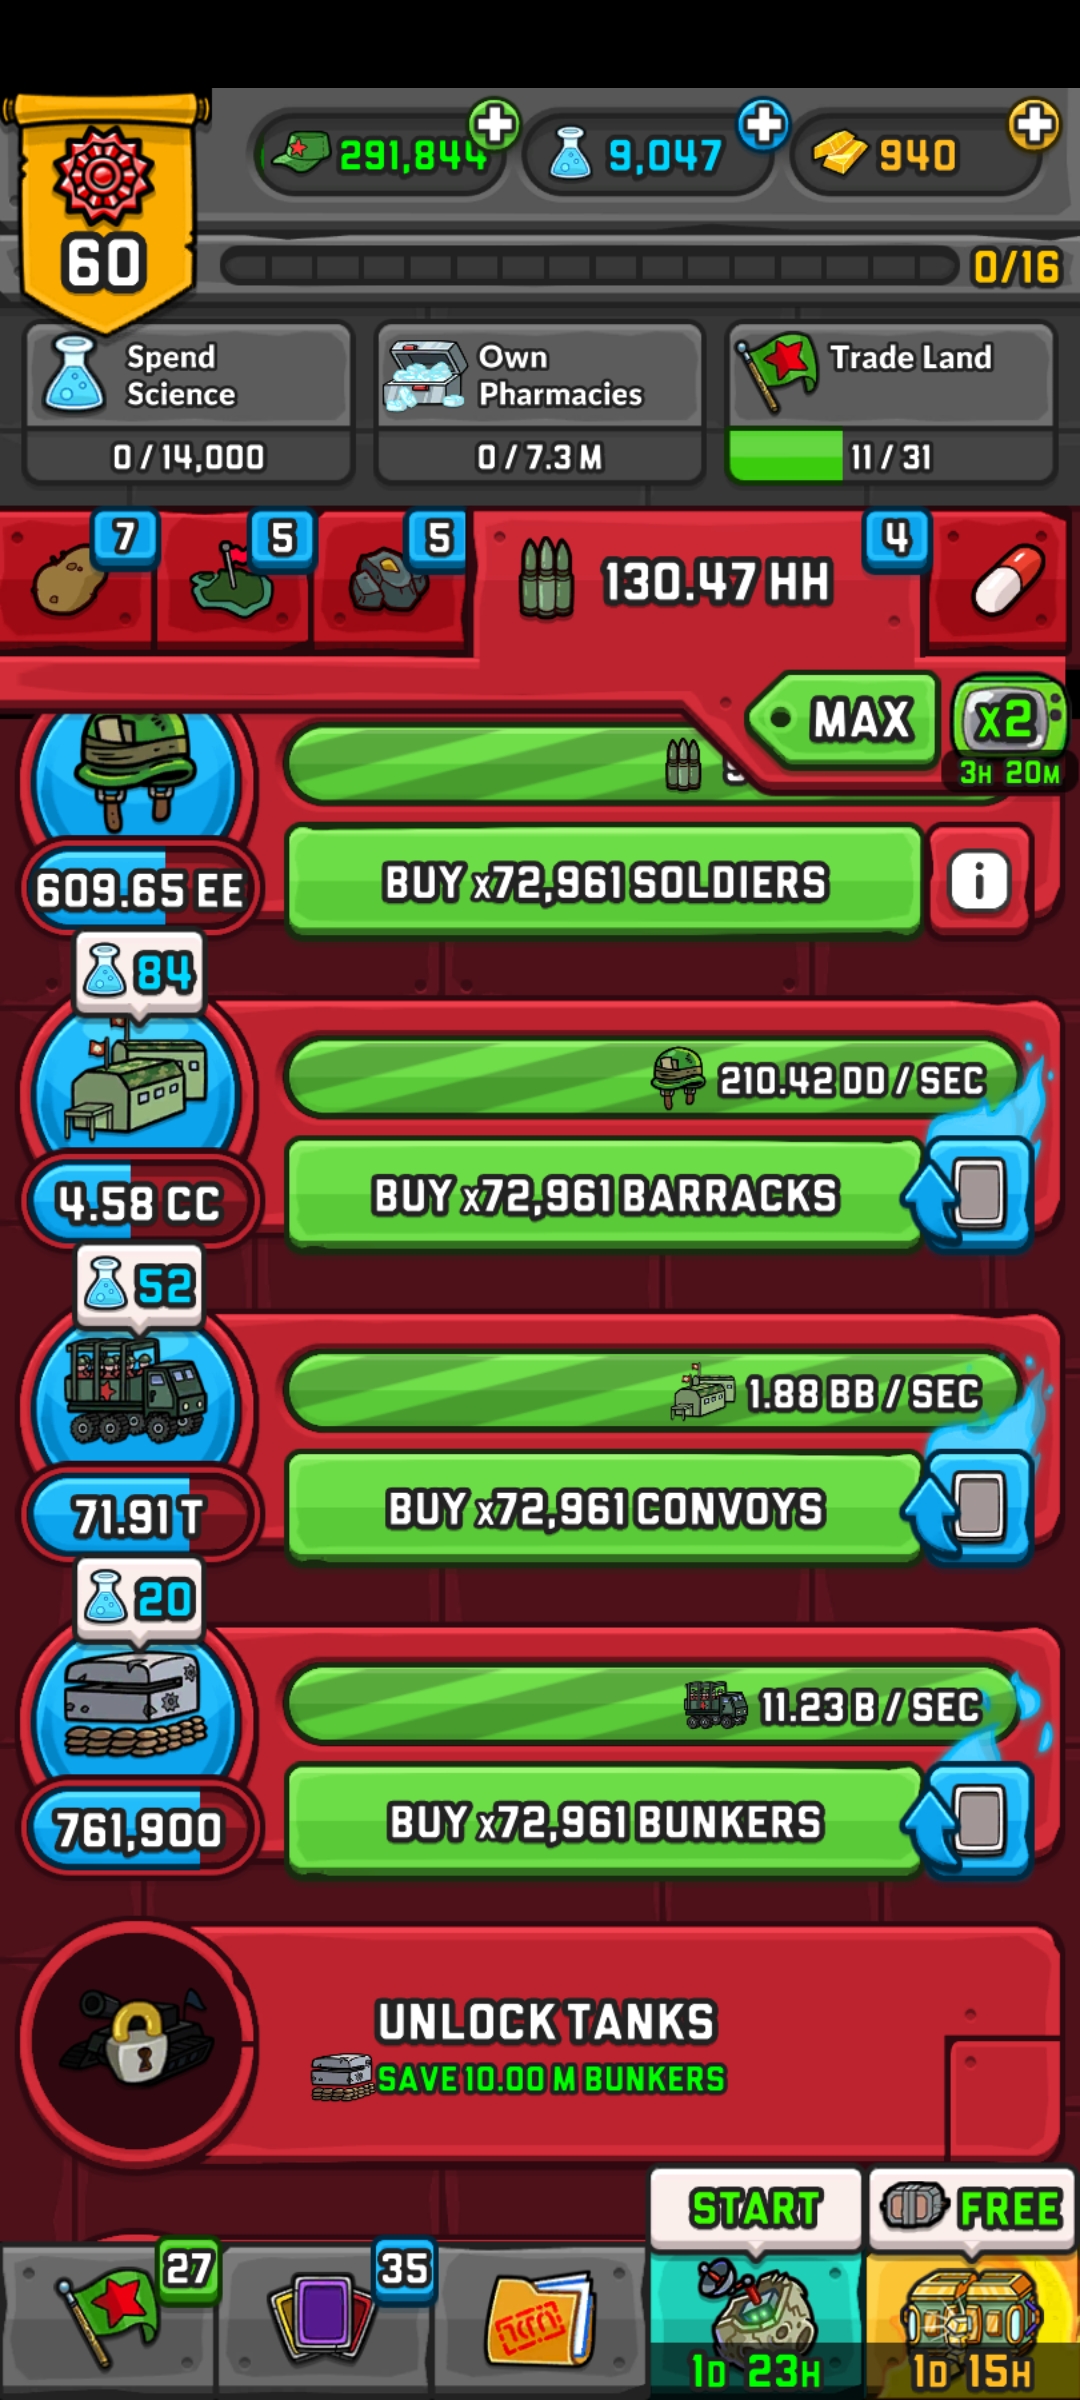 291,844
9,047
940
60
0/16
Spend
Science
0 / 14,000
Own
Pharmacies
0 / 7.3 M
Trade Land
11 / 31
7
5
5
130.47 HH
4
MAX
x2
3H 20M
609.65 EE
BUY x72,961 SOLDIERS
i
84
210.42 DD / SEC
4.58 CC
BUY x72,961 BARRACKS
52
1.88 BB / SEC
71.91 T
BUY x72,961 CONVOYS
20
11.23 B / SEC
761,900
BUY x72,961 BUNKERS
UNLOCK TANKS
SAVE 10.00 M BUNKERS
START
FREE
27
35
1D 23H
1D 15H